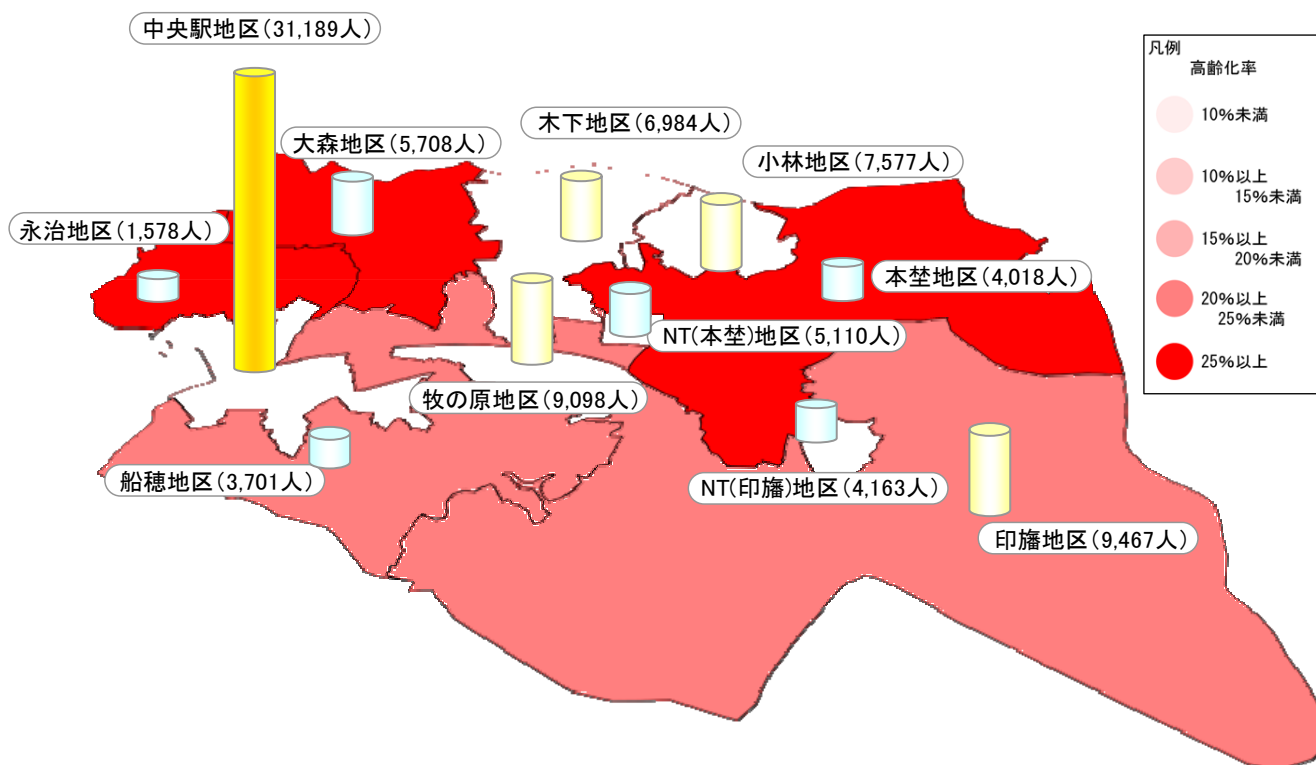 中央駅地区(31,189人)
大森地区(5,708人)
木下地区(6,984人)
小林地区(7,577人)
永治地区(1,578人)
本埜地区(4,018人)
NT(本埜)地区(5,110人)
牧の原地区(9,098人)
船穂地区(3,701人)
NT(印旛)地区(4,163人)
印旛地区(9,467人)
凡例
高齢化率
10%未満
10%以上
15%未満
15%以上
20%未満
20%以上
25%未満
25%以上